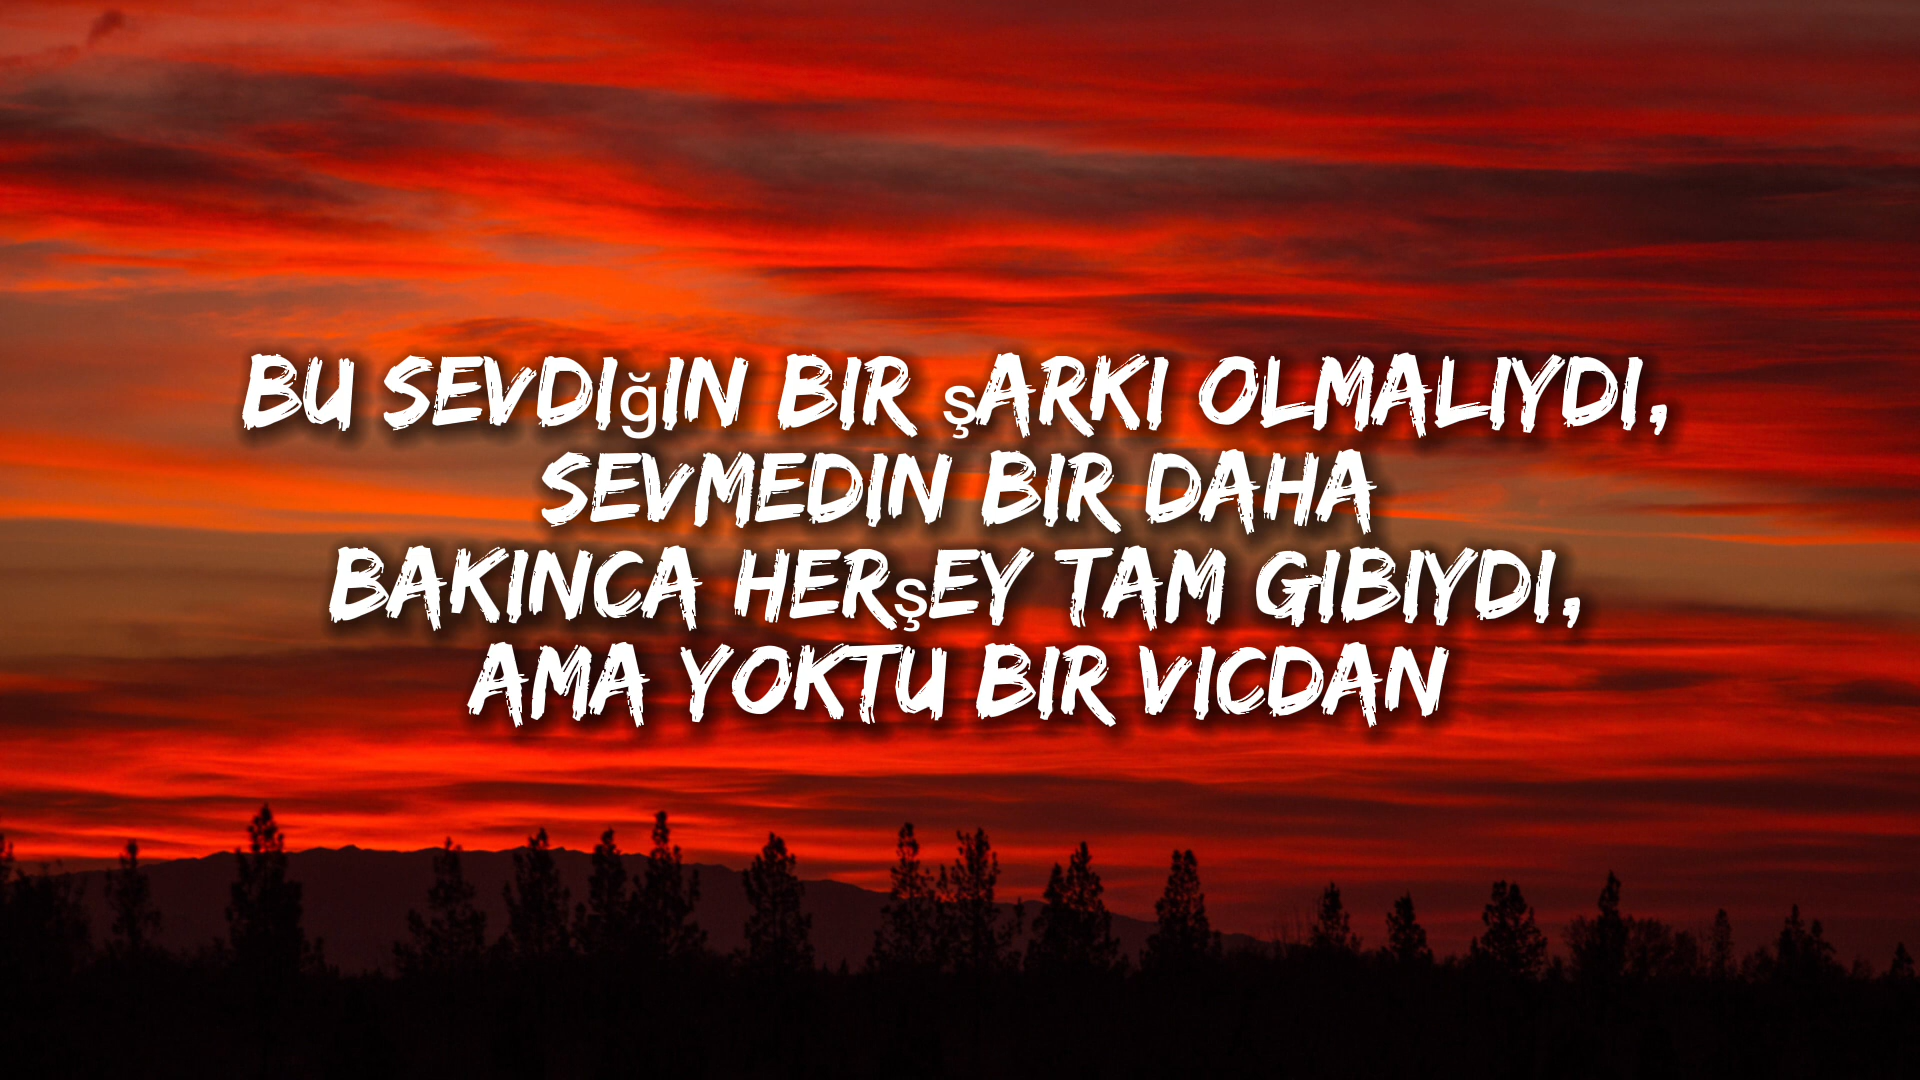 BU SEVDIğIN BIR şARKI OLMALIYDI,
SEVMEDIN BIR DAHA
BAKINCA HERşEY TAM GIBIYDI,
AMA YOKTU BIR VICDAN